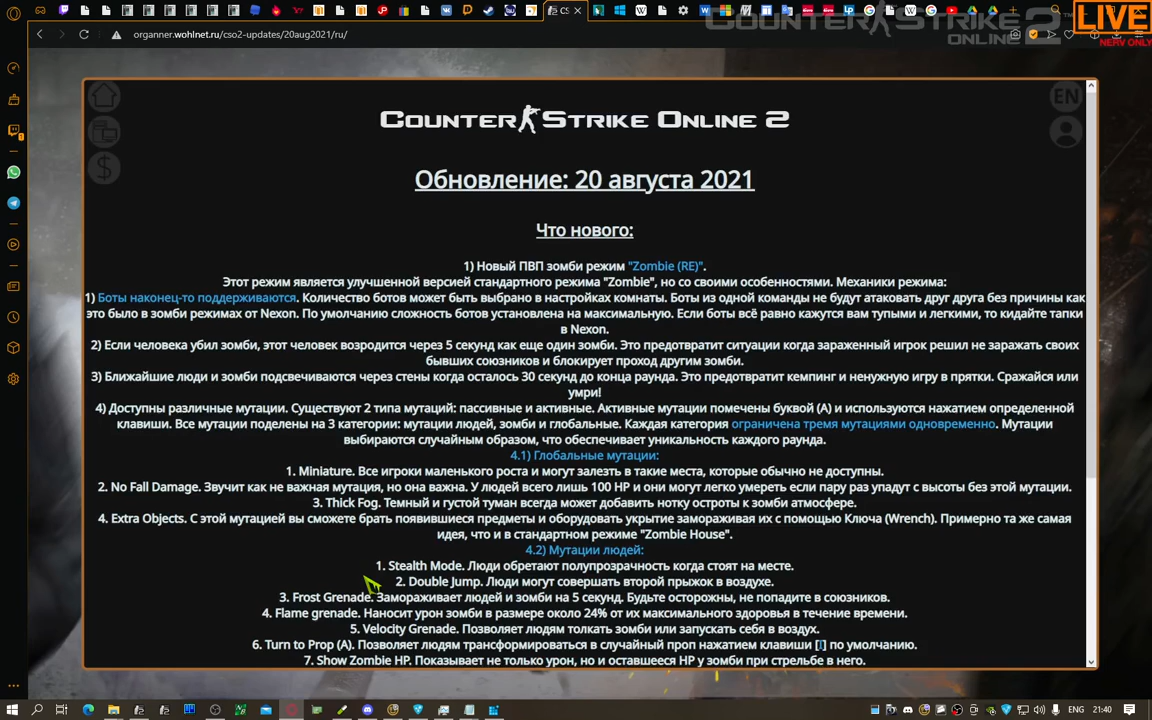 COUNTER STRIKE
ONLINE 2
LIVE
NERV ONLY
CS
organner.wohlnet.ru/cso2-updates/20aug2021/ru/
EN
$
COUNTER STRIKE ONLINE 2
Обновление: 20 августа 2021
Что нового:
1) Новый ПВП зомби режим "Zombie (RE)".
Этот режим является улучшенной версией стандартного режима "Zombie", но со своими особенностями. Механики режима:
1) Боты наконец-то поддерживаются. Количество ботов может быть выбрано в настройках комнаты. Боты из одной команды не будут атаковать друг друга без причины как
это было в зомби режимах от Nexon. По умолчанию сложность ботов установлена на максимальную. Если боты всё равно кажутся вам тупыми и легкими, то кидайте тапки
в Nexon.
2) Если человека убил зомби, этот человек возродится через 5 секунд как еще один зомби. Это предотвратит ситуации когда зараженный игрок решил не заражать своих
бывших союзников и блокирует проход другим зомби.
3) Ближайшие люди и зомби подсвечиваются через стены когда осталось 30 секунд до конца раунда. Это предотвратит кемпинг и ненужную игру в прятки. Сражайся или
умри!
4) Доступны различные мутации. Существуют 2 типа мутаций: пассивные и активные. Активные мутации помечены буквой (A) и используются нажатием определенной
клавиши. Все мутации поделены на 3 категории: мутации людей, зомби и глобальные. Каждая категория ограничена тремя мутациями одновременно. Мутации
выбираются случайным образом, что обеспечивает уникальность каждого раунда.
4.1) Глобальные мутации:
1. Miniature. Все игроки маленького роста и могут залезть в такие места, которые обычно не доступны.
2. No Fall Damage. Звучит как не важная мутация, но она важна. У людей всего лишь 100 HP и они могут легко умереть если пару раз упадут с высоты без этой мутации.
3. Thick Fog. Темный и густой туман всегда может добавить нотку остроты к зомби атмосфере.
4. Extra Objects. С этой мутацией вы сможете брать появившиеся предметы и оборудовать укрытие замораживая их с помощью Ключа (Wrench). Примерно та же самая
идея, что и в стандартном режиме "Zombie House".
4.2) Мутации людей:
1. Stealth Mode. Люди обретают полупрозрачность когда стоят на месте.
2. Double Jump. Люди могут совершать второй прыжок в воздухе.
3. Frost Grenade. Замораживает людей и зомби на 5 секунд. Будьте осторожны, не попадите в союзников.
4. Flame grenade. Наносит урон зомби в размере около 24% от их максимального здоровья в течение времени.
5. Velocity Grenade. Позволяет людям толкать зомби или запускать себя в воздух.
6. Turn to Prop (A). Позволяет людям трансформироваться в случайный проп нажатием клавиши [I] по умолчанию.
7. Show Zombie HP. Показывает не только урон, но и оставшееся HP у зомби при стрельбе в него.
ENG
21:40